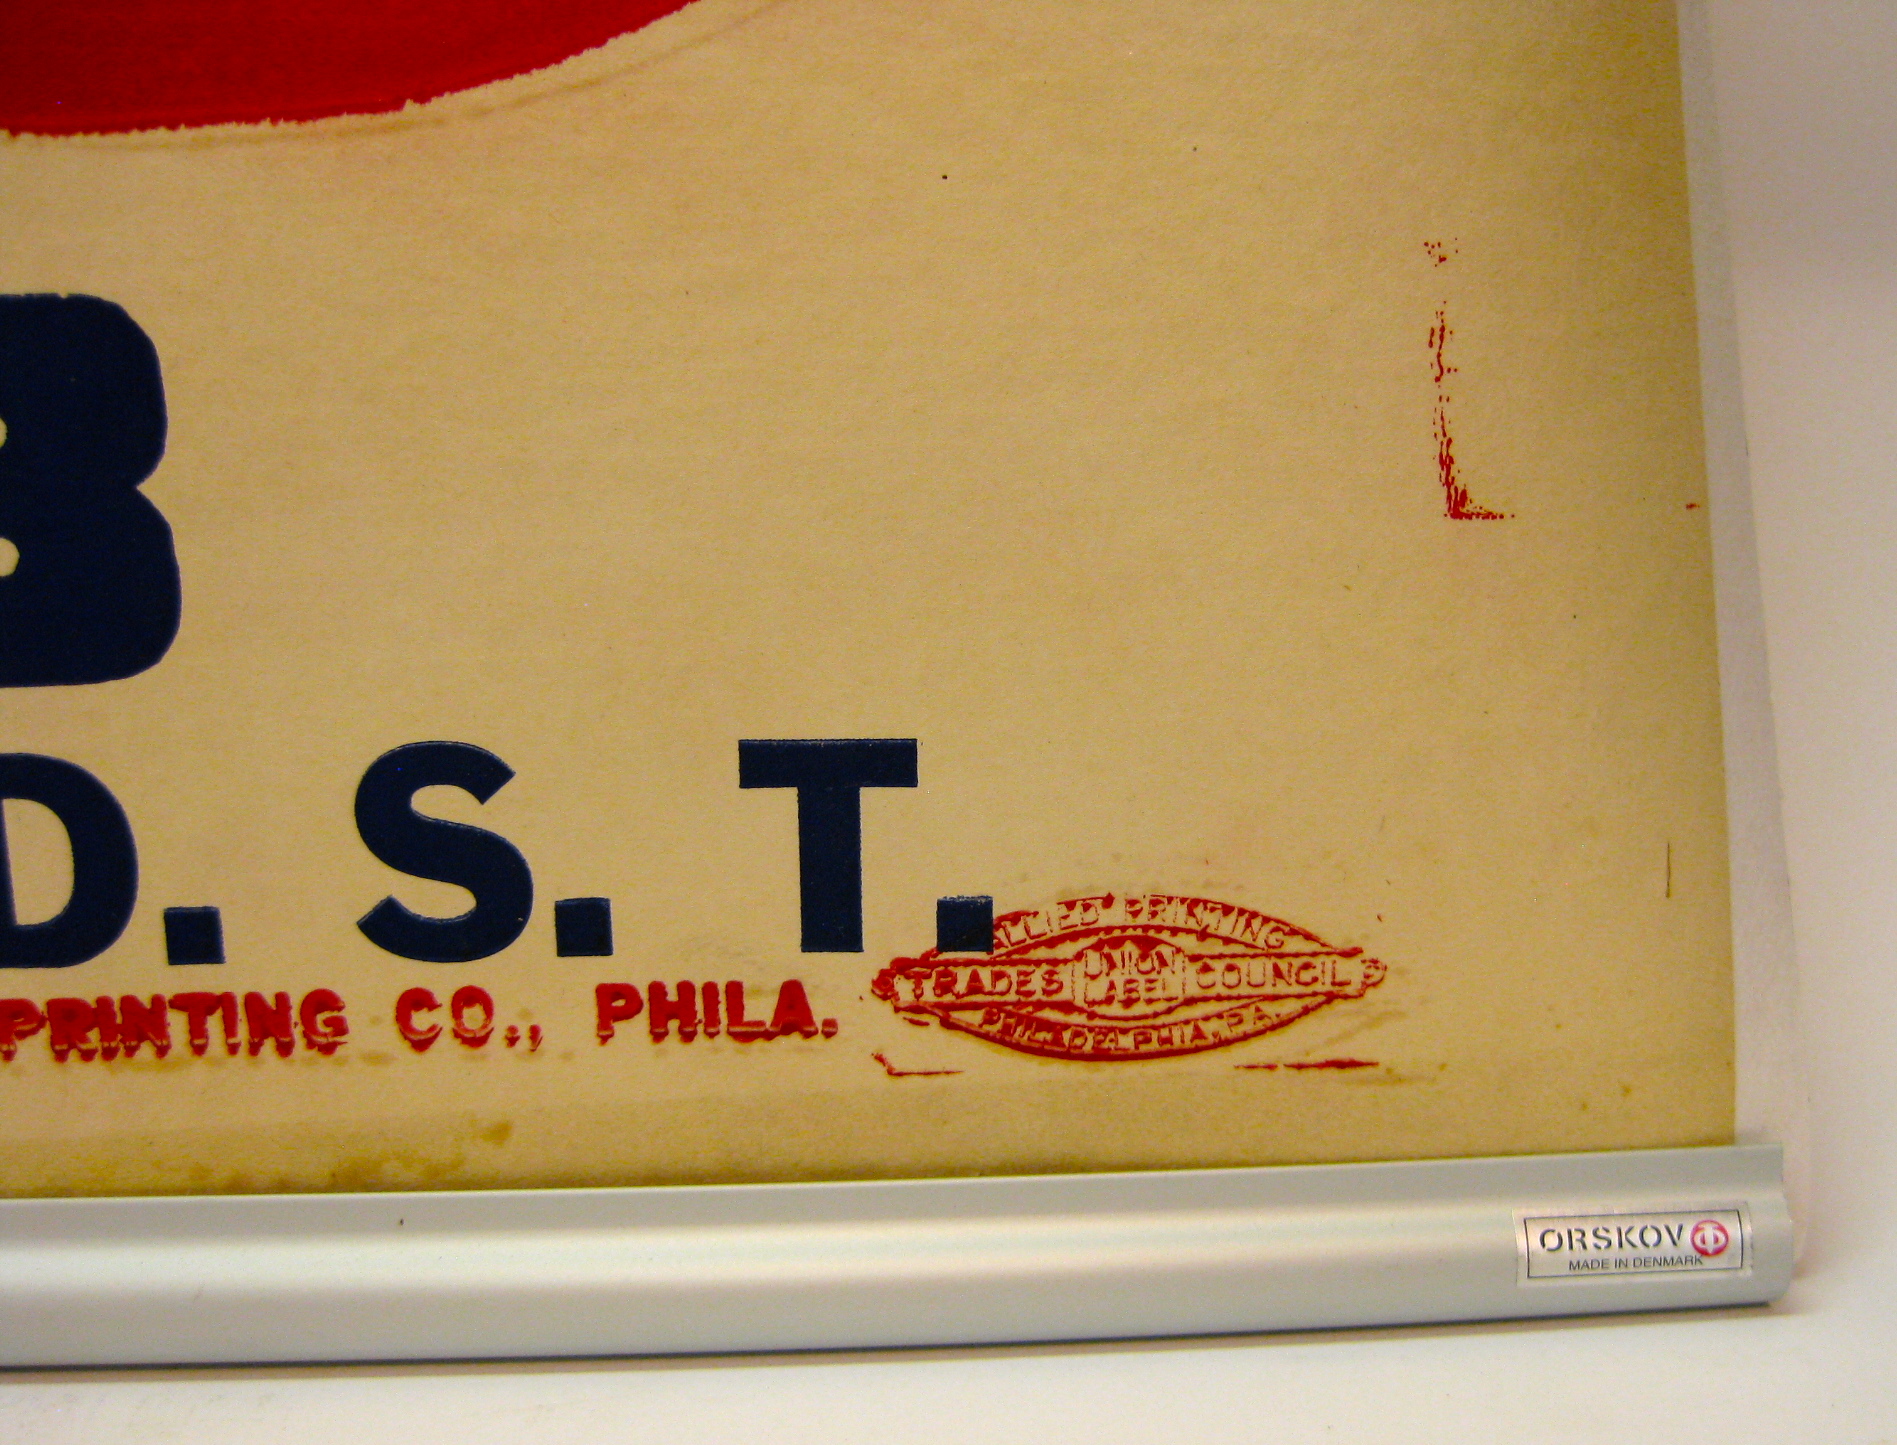 B
D. S. T.
PRINTING CO., PHILA.
ALLIED PRINTING
TRADES UNION LABEL COUNCIL
PHILADELPHIA, PA.
ORSKOV
MADE IN DENMARK